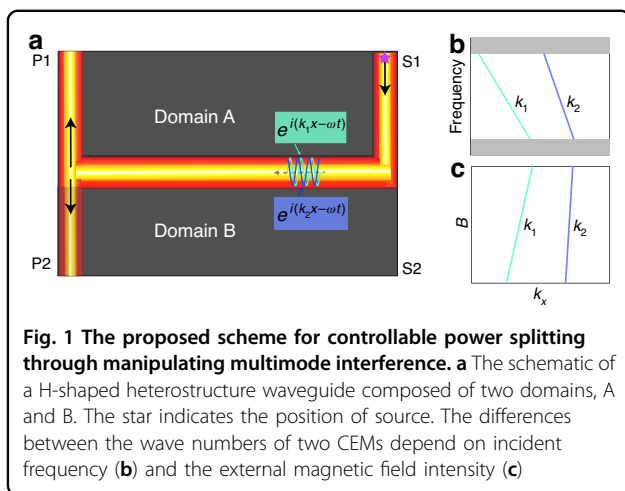 a
P1
S1
Domain A
e^{i(k_1x−ωt)}
e^{i(k_2x−ωt)}
Domain B
P2
S2
b
Frequency
k_1
k_2
c
B
k_1
k_2
k_x
Fig. 1 The proposed scheme for controllable power splitting
through manipulating multimode interference. a The schematic of
a H-shaped heterostructure waveguide composed of two domains, A
and B. The star indicates the position of source. The differences
between the wave numbers of two CEMs depend on incident
frequency (b) and the external magnetic field intensity (c)